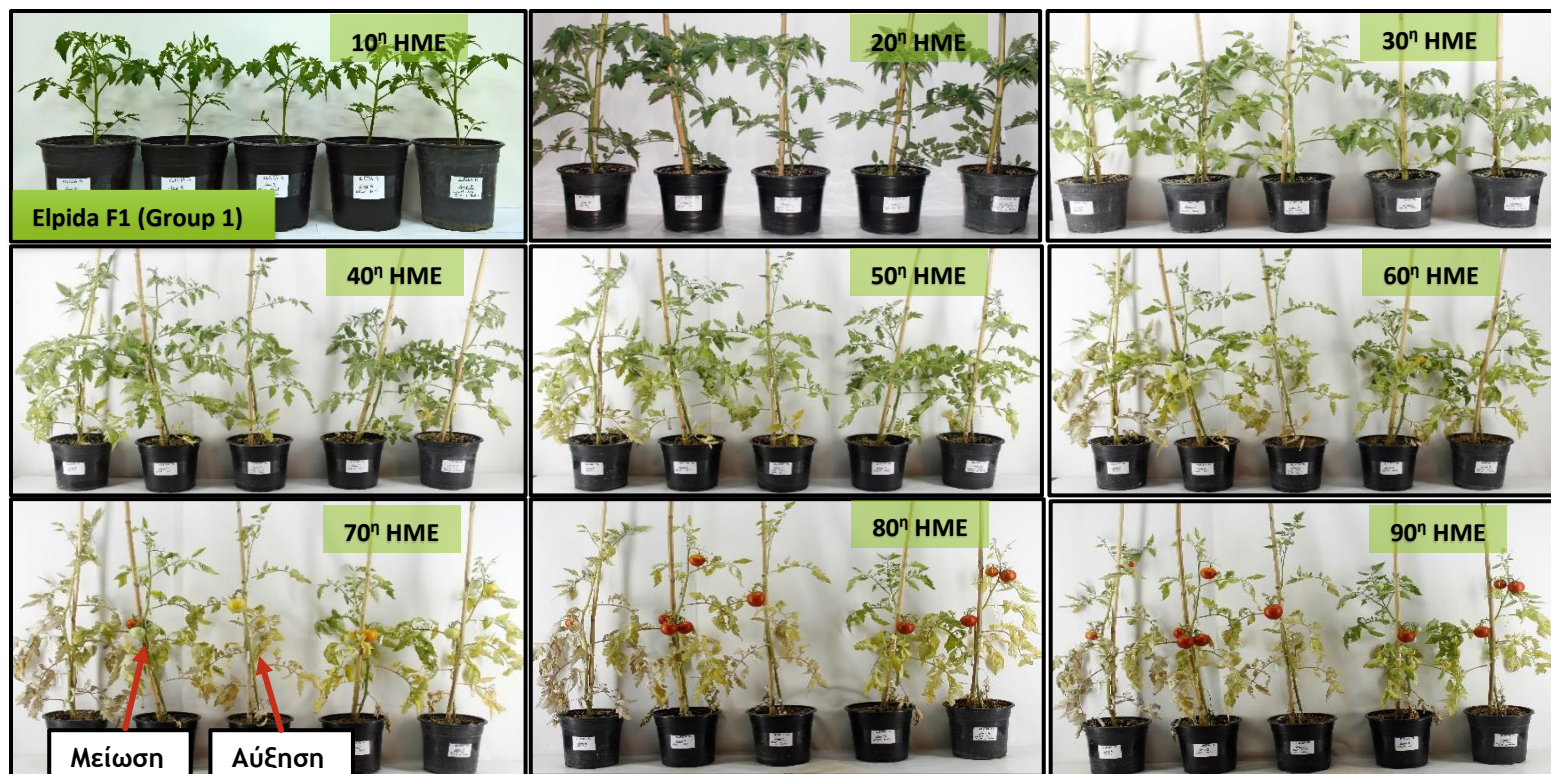 10η ΗΜΕ
20η ΗΜΕ
30η ΗΜΕ
Elpida F1 (Group 1)
40η ΗΜΕ
50η ΗΜΕ
60η ΗΜΕ
70η ΗΜΕ
80η ΗΜΕ
90η ΗΜΕ
Μείωση
Αύξηση